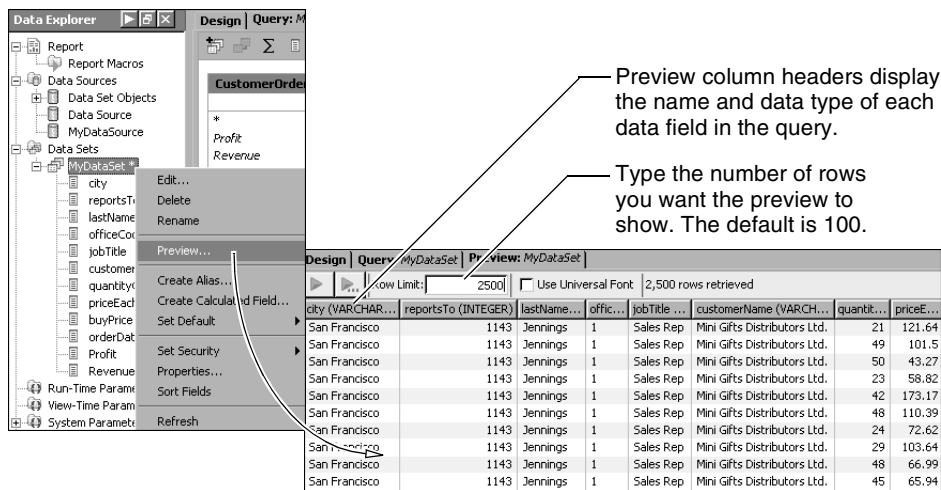 Data Explorer
Report
Report Macros
Data Sources
Data Set Objects
Data Source
MyDataSource
Data Sets
MyDataSet *
city
reportsT
lastName
officeCo
jobTitle
customer
quantity
priceEach
buyPrice
orderDat
Profit
Revenue
Run-Time Parame
View-Time Param
System Paramet
Design Query: M
Σ
CustomerOrde
*
Profit
Revenue
Edit...
Delete
Rename
Preview...
Create Alias...
Create Calculated Field...
Set Default
Set Security
Properties...
Sort Fields
Refresh
Preview column headers display
the name and data type of each
data field in the query.
Type the number of rows
you want the preview to
show. The default is 100.
Design Query: MyDataSet Preview: MyDataSet
Row Limit: 2500 Use Universal Font 2,500 rows retrieved
city (VARCHAR... reportsTo (INTEGER) lastName... offic... jobTitle ... customerName (VARCH... quantit... priceE...
San Francisco 1143 Jennings 1 Sales Rep Mini Gifts Distributors Ltd. 21 121.64
San Francisco 1143 Jennings 1 Sales Rep Mini Gifts Distributors Ltd. 49 101.5
San Francisco 1143 Jennings 1 Sales Rep Mini Gifts Distributors Ltd. 50 43.27
San Francisco 1143 Jennings 1 Sales Rep Mini Gifts Distributors Ltd. 23 58.82
San Francisco 1143 Jennings 1 Sales Rep Mini Gifts Distributors Ltd. 42 173.17
San Francisco 1143 Jennings 1 Sales Rep Mini Gifts Distributors Ltd. 48 110.39
San Francisco 1143 Jennings 1 Sales Rep Mini Gifts Distributors Ltd. 24 72.62
San Francisco 1143 Jennings 1 Sales Rep Mini Gifts Distributors Ltd. 29 103.64
San Francisco 1143 Jennings 1 Sales Rep Mini Gifts Distributors Ltd. 48 66.99
San Francisco 1143 Jennings 1 Sales Rep Mini Gifts Distributors Ltd. 45 65.94